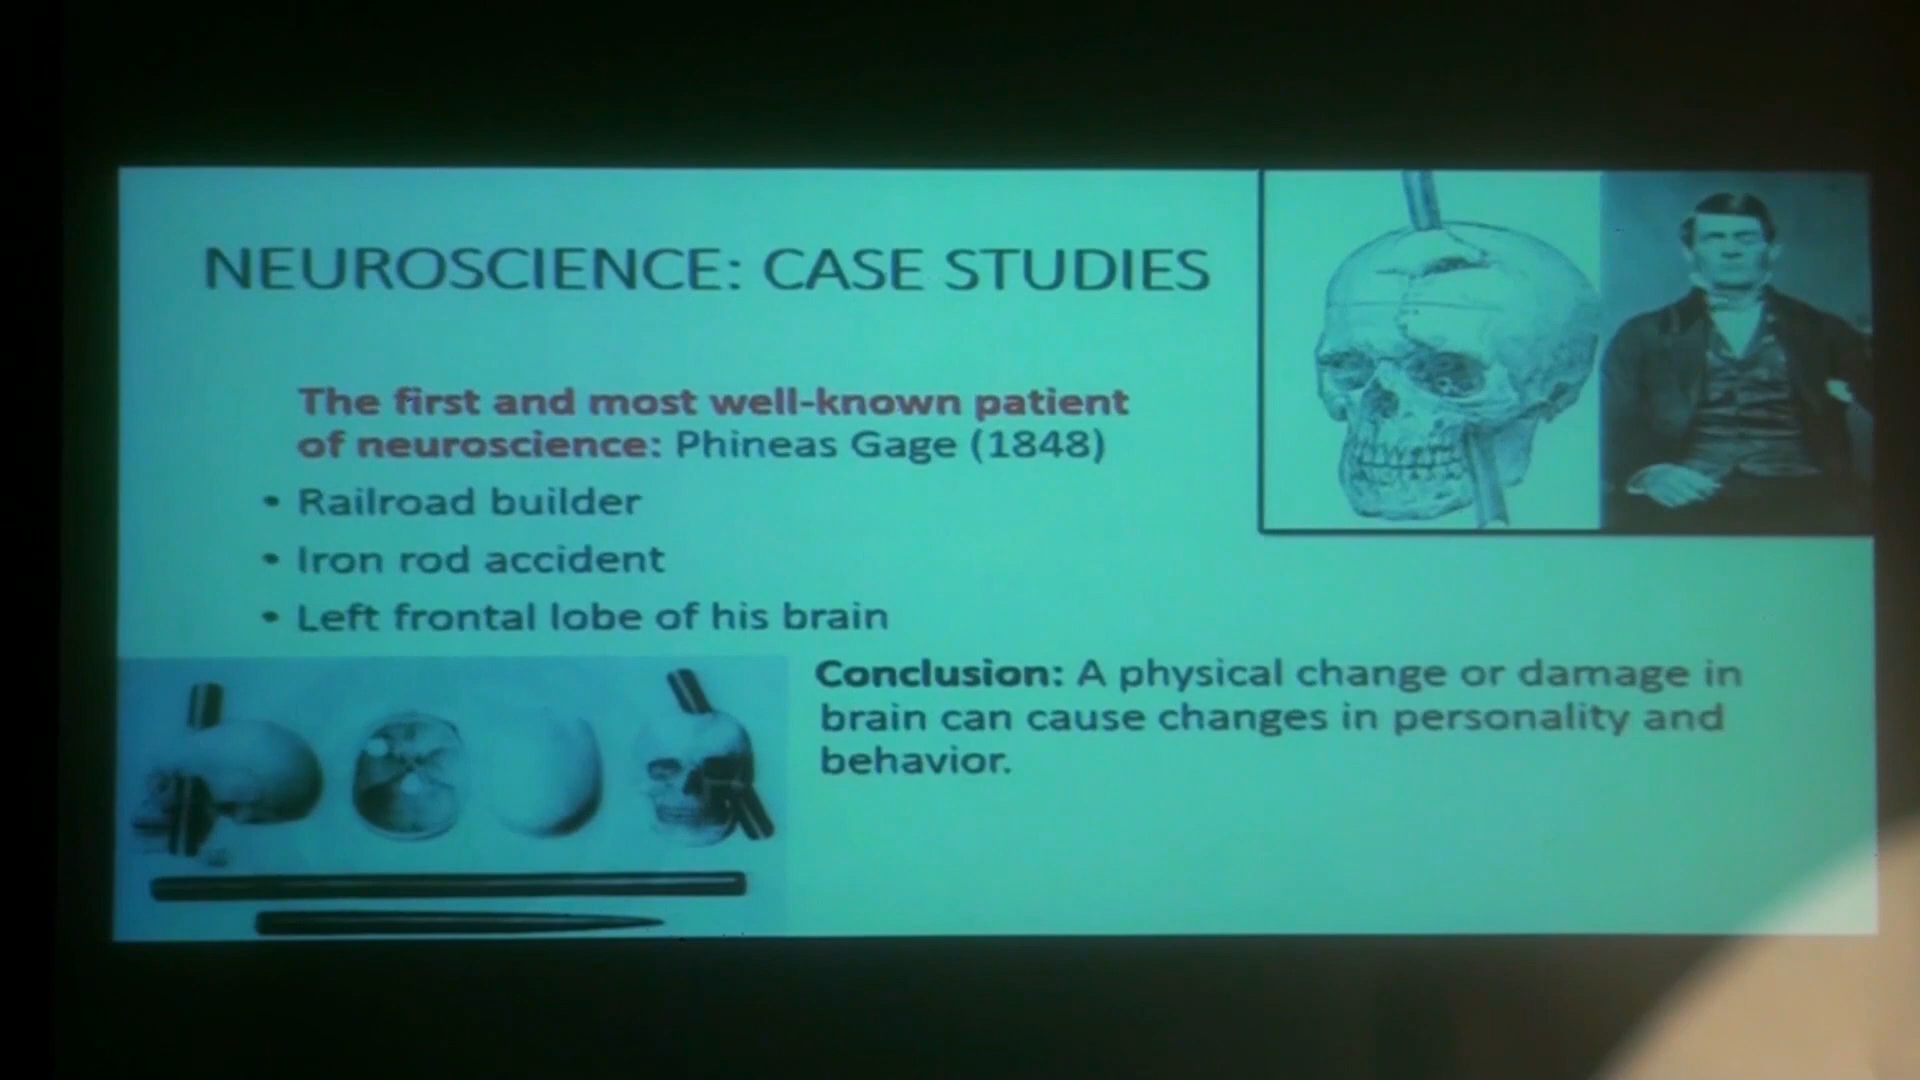 NEUROSCIENCE: CASE STUDIES
The first and most well-known patient
of neuroscience: Phineas Gage (1848)
• Railroad builder
• Iron rod accident
• Left frontal lobe of his brain
Conclusion: A physical change or damage in
brain can cause changes in personality and
behavior.